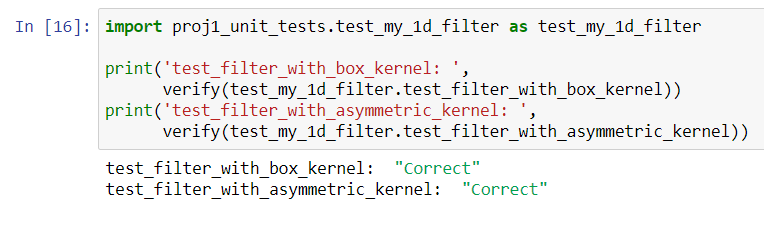 In [16]: import proj1_unit_tests.test_my_1d_filter as test_my_1d_filter
print('test_filter_with_box_kernel: ',
verify(test_my_1d_filter.test_filter_with_box_kernel))
print('test_filter_with_asymmetric_kernel: ',
verify(test_my_1d_filter.test_filter_with_asymmetric_kernel))
test_filter_with_box_kernel:  "Correct"
test_filter_with_asymmetric_kernel:  "Correct"